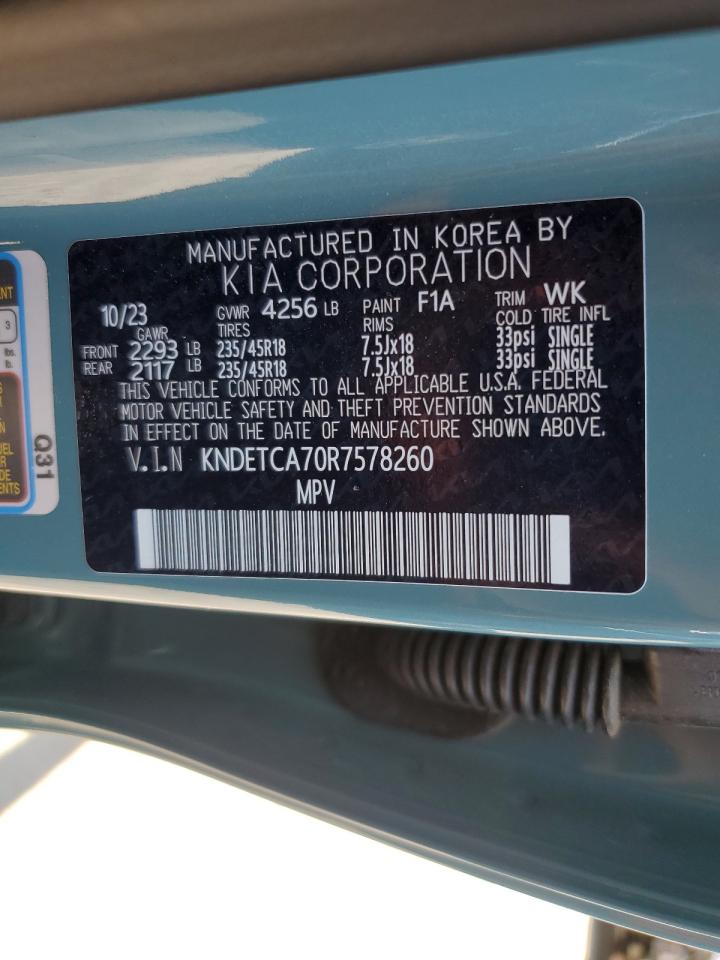 MANUFACTURED IN KOREA BY
KIA CORPORATION
10/23 GVWR 4256 LB PAINT F1A TRIM WK
GAWR TIRES RIMS COLD TIRE INFL
FRONT 2293 LB 235/45R18 7.5Jx18 33psi SINGLE
REAR 2117 LB 235/45R18 7.5Jx18 33psi SINGLE
THIS VEHICLE CONFORMS TO ALL APPLICABLE U.S.A. FEDERAL
MOTOR VEHICLE SAFETY AND THEFT PREVENTION STANDARDS
IN EFFECT ON THE DATE OF MANUFACTURE SHOWN ABOVE.
V.I.N KNDETCA70R7578260
MPV
3
lbs.
lb.
Q31